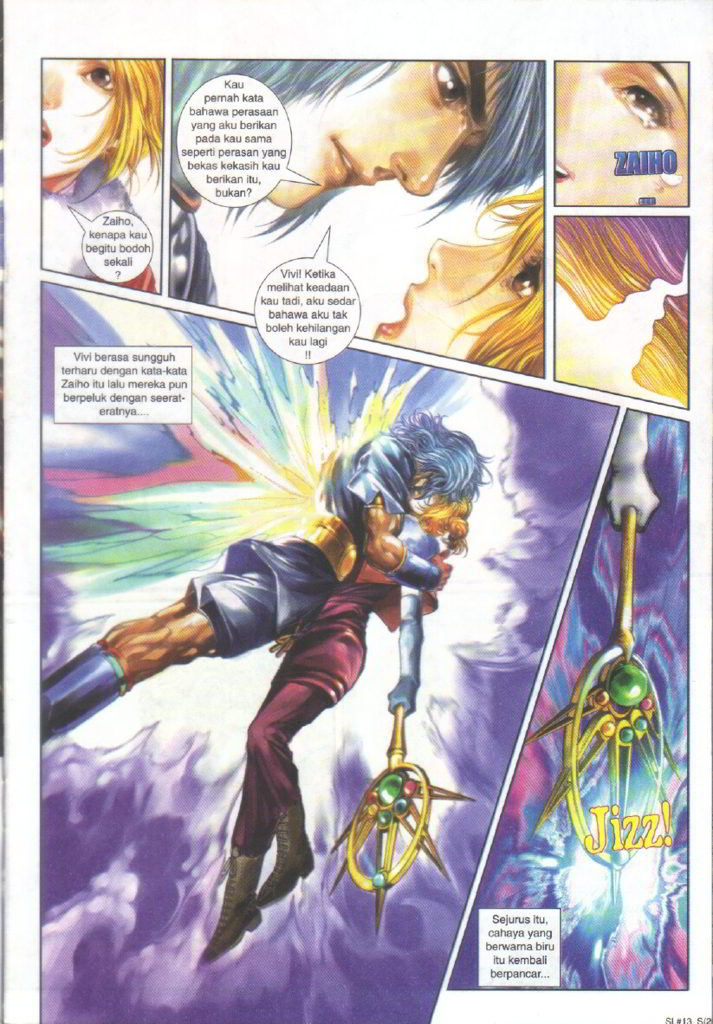 Zaiho,
kenapa kau
begitu bodoh
sekali
?
Kau
pernah kata
bahawa perasaan
yang aku berikan
pada kau sama
seperti perasan yang
bekas kekasih kau
berikan itu,
bukan?
Vivi! Ketika
melihat keadaan
kau tadi, aku sedar
bahawa aku tak
boleh kehilangan
kau lagi
!!
ZAIHO
...
Vivi berasa sungguh
terharu dengan kata-kata
Zaiho itu lalu mereka pun
berpeluk dengan seerat-
eratnya....
Jizz!
Sejurus itu,
cahaya yang
berwarna biru
itu kembali
berpancar...